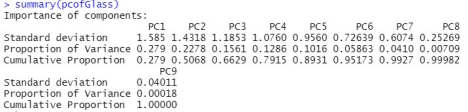 > summary(pcofGlass)
Importance of components:
PC1 PC2 PC3 PC4 PC5 PC6 PC7 PC8
Standard deviation 1.585 1.4318 1.1853 1.0760 0.9560 0.72639 0.6074 0.25269
Proportion of Variance 0.279 0.2278 0.1561 0.1286 0.1016 0.05863 0.0410 0.00709
Cumulative Proportion 0.279 0.5068 0.6629 0.7915 0.8931 0.95173 0.9927 0.99982
PC9
Standard deviation 0.04011
Proportion of Variance 0.00018
Cumulative Proportion 1.00000